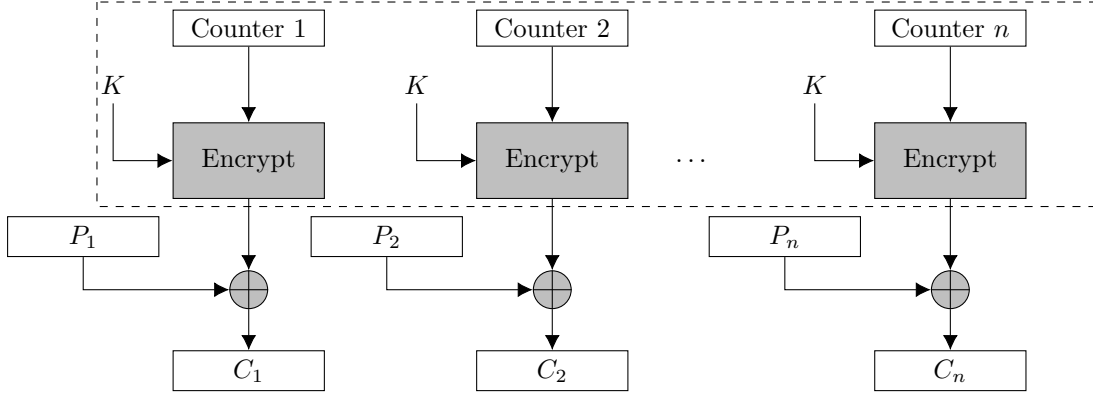 Counter 1 Counter 2 Counter n
K K K
Encrypt Encrypt ... Encrypt
P₁ P₂ Pₙ
C₁ C₂ Cₙ